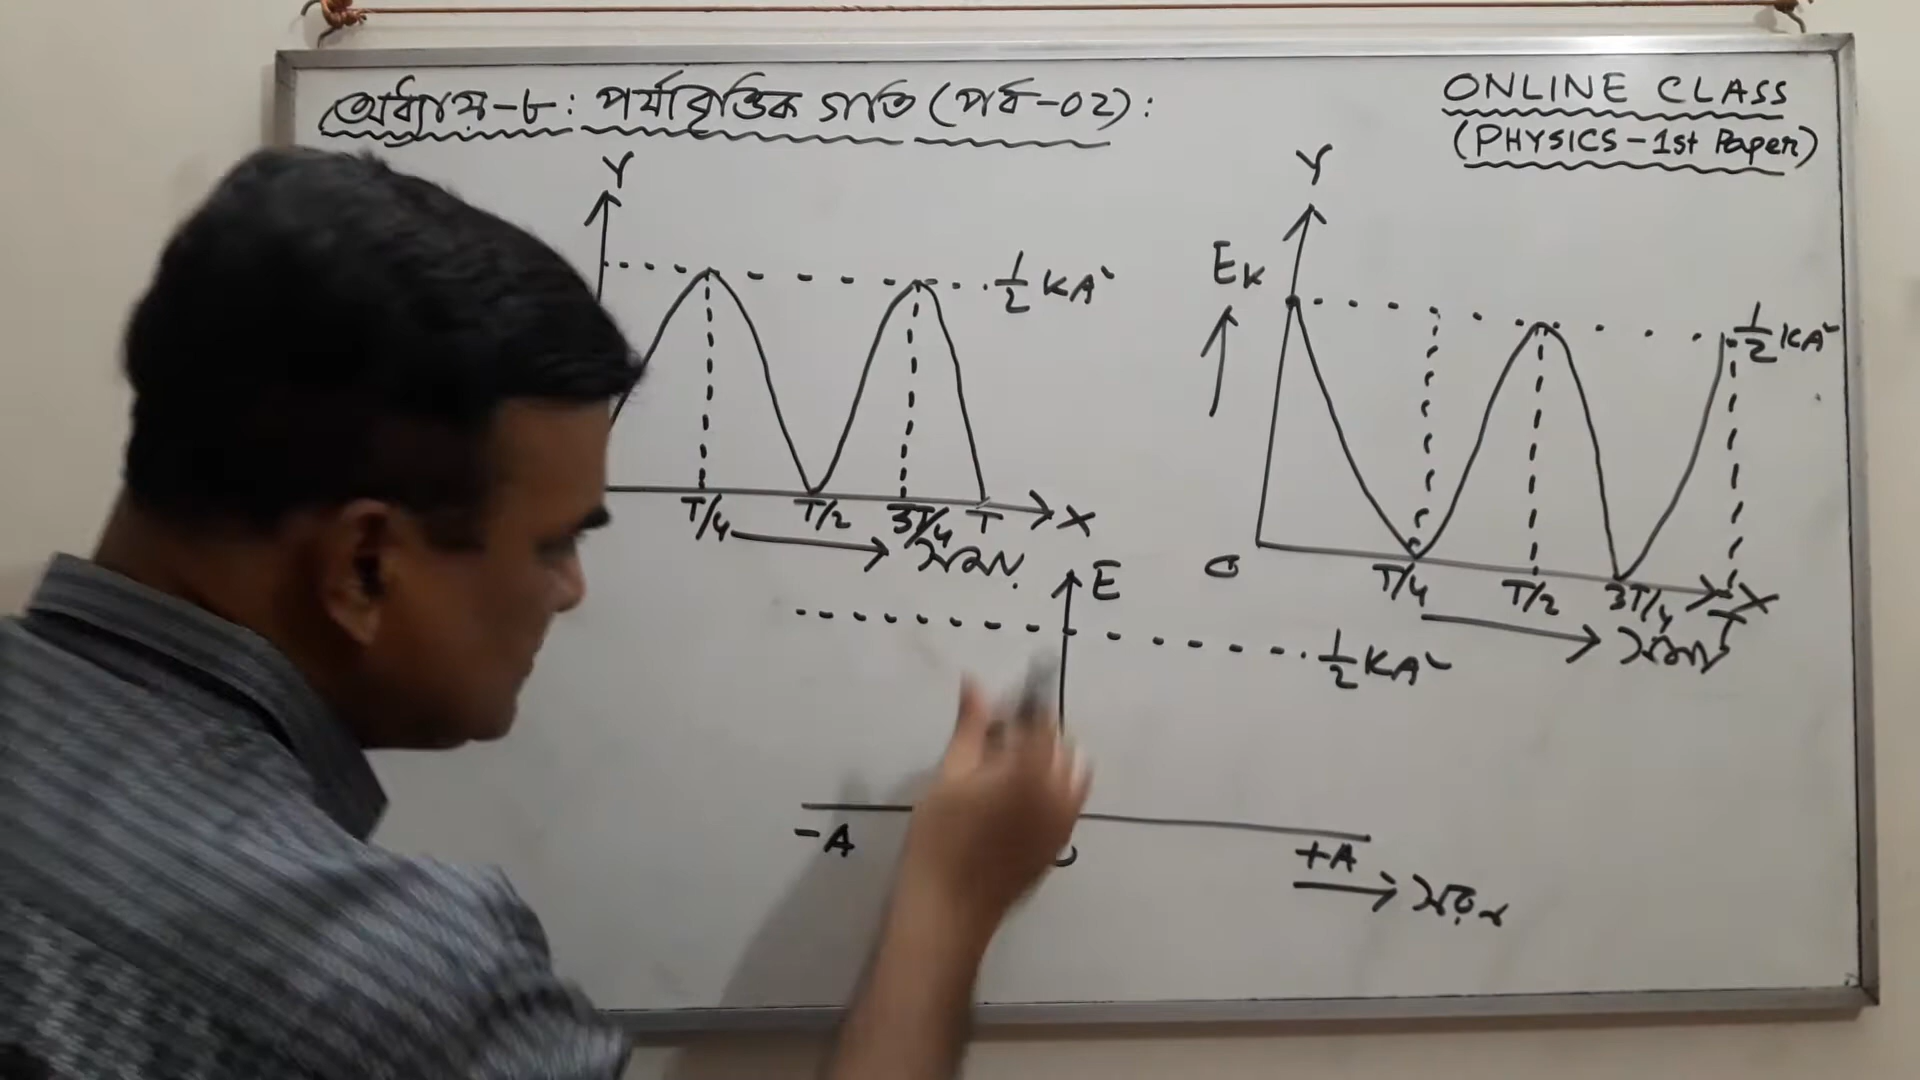 অধ্যায়-৮: পর্যাবৃত্তিক গতি (পর্ব-০২):
ONLINE CLASS
(PHYSICS-1st Paper)
Y
1/2 KA²
T/4
T/2
3T/4
T
X
সময়
Y
EK
1/2 KA²
O
T/4
T/2
3T/4
T
X
সময়
E
1/2 KA²
-A
+A
সরণ